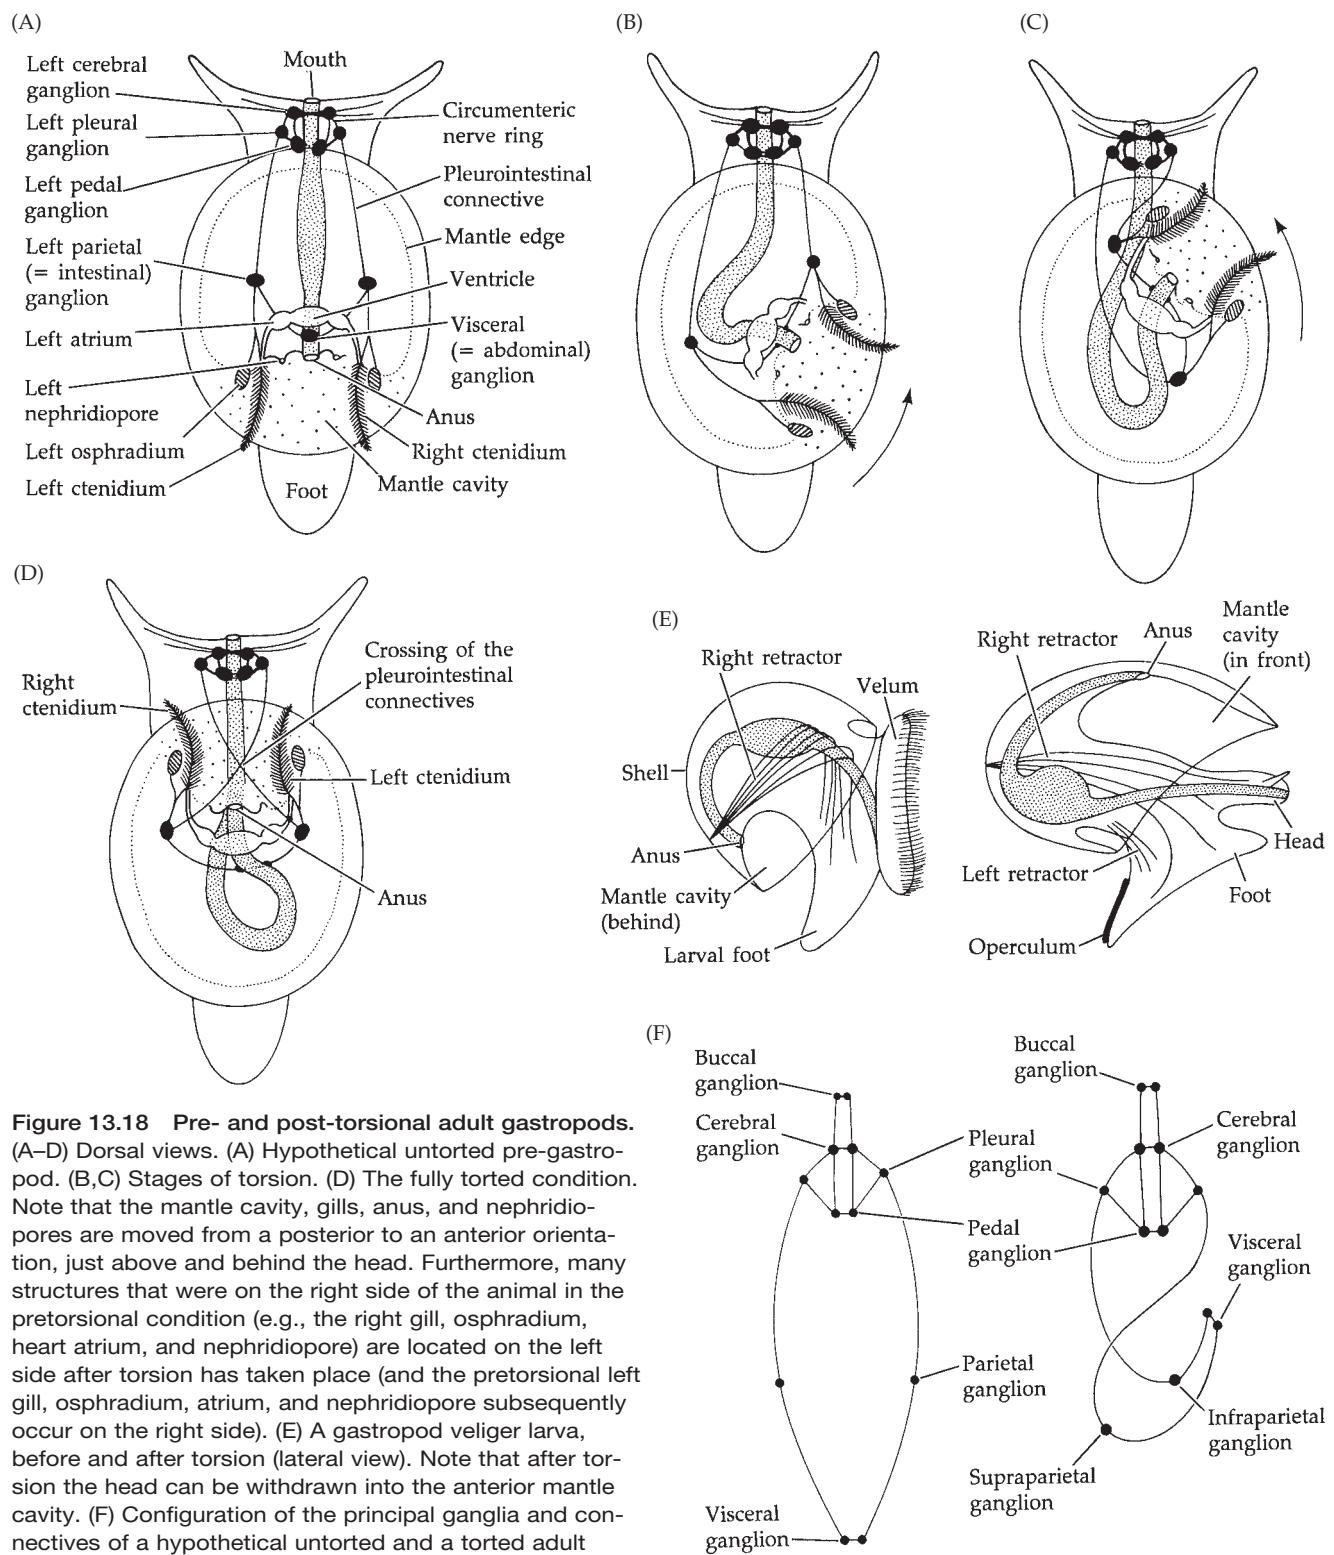 (A)
Left cerebral
ganglion
Left pleural
ganglion
Left pedal
ganglion
Left parietal
(= intestinal)
ganglion
Left atrium
Left
nephridiopore
Left osphradium
Left ctenidium
Mouth
Circumenteric
nerve ring
Pleurointestinal
connective
Mantle edge
Ventricle
Visceral
(= abdominal)
ganglion
Anus
Right ctenidium
Mantle cavity
Foot
(B)
(C)
(D)
Right
ctenidium
Crossing of the
pleurointestinal
connectives
Left ctenidium
Anus
(E)
Right retractor
Velum
Shell
Anus
Mantle cavity
(behind)
Larval foot
Right retractor
Anus
Mantle
cavity
(in front)
Head
Left retractor
Foot
Operculum
(F)
Buccal
ganglion
Cerebral
ganglion
Pleural
ganglion
Pedal
ganglion
Parietal
ganglion
Visceral
ganglion
Buccal
ganglion
Cerebral
ganglion
Visceral
ganglion
Infraparietal
ganglion
Supraparietal
ganglion
Figure 13.18 Pre- and post-torsional adult gastropods.
(A–D) Dorsal views. (A) Hypothetical untorted pre-gastro-
pod. (B,C) Stages of torsion. (D) The fully torted condition.
Note that the mantle cavity, gills, anus, and nephridio-
pores are moved from a posterior to an anterior orienta-
tion, just above and behind the head. Furthermore, many
structures that were on the right side of the animal in the
pretorsional condition (e.g., the right gill, osphradium,
heart atrium, and nephridiopore) are located on the left
side after torsion has taken place (and the pretorsional left
gill, osphradium, atrium, and nephridiopore subsequently
occur on the right side). (E) A gastropod veliger larva,
before and after torsion (lateral view). Note that after tor-
sion the head can be withdrawn into the anterior mantle
cavity. (F) Configuration of the principal ganglia and con-
nectives of a hypothetical untorted and a torted adult